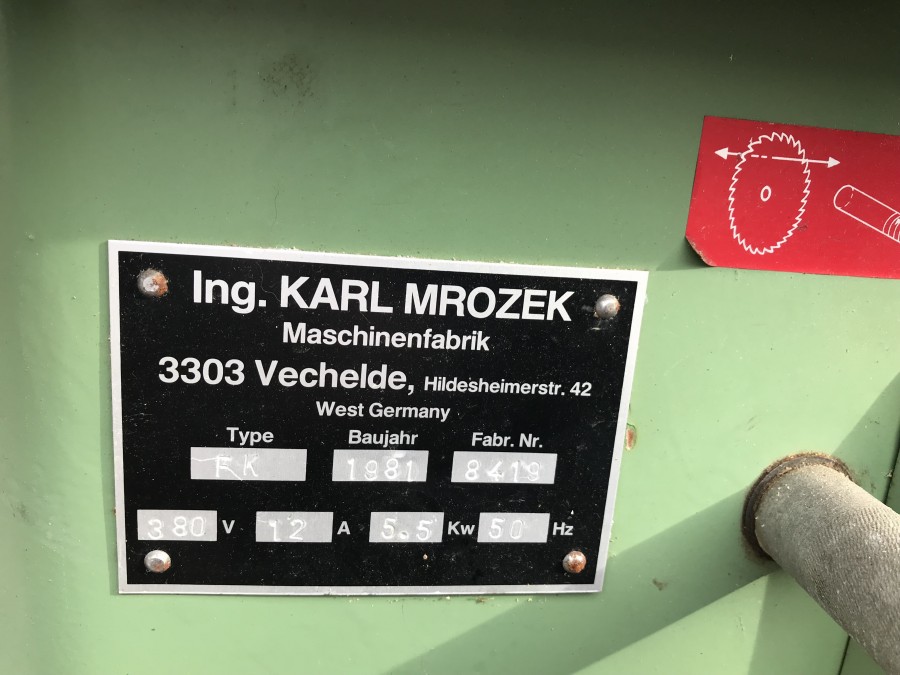 Ing. KARL MROZEK
Maschinenfabrik
3303 Vechelde, Hildesheimerstr. 42
West Germany
Type Baujahr Fabr. Nr.
FK 1981 8419
380 V 12 A 5.5 Kw 50 Hz